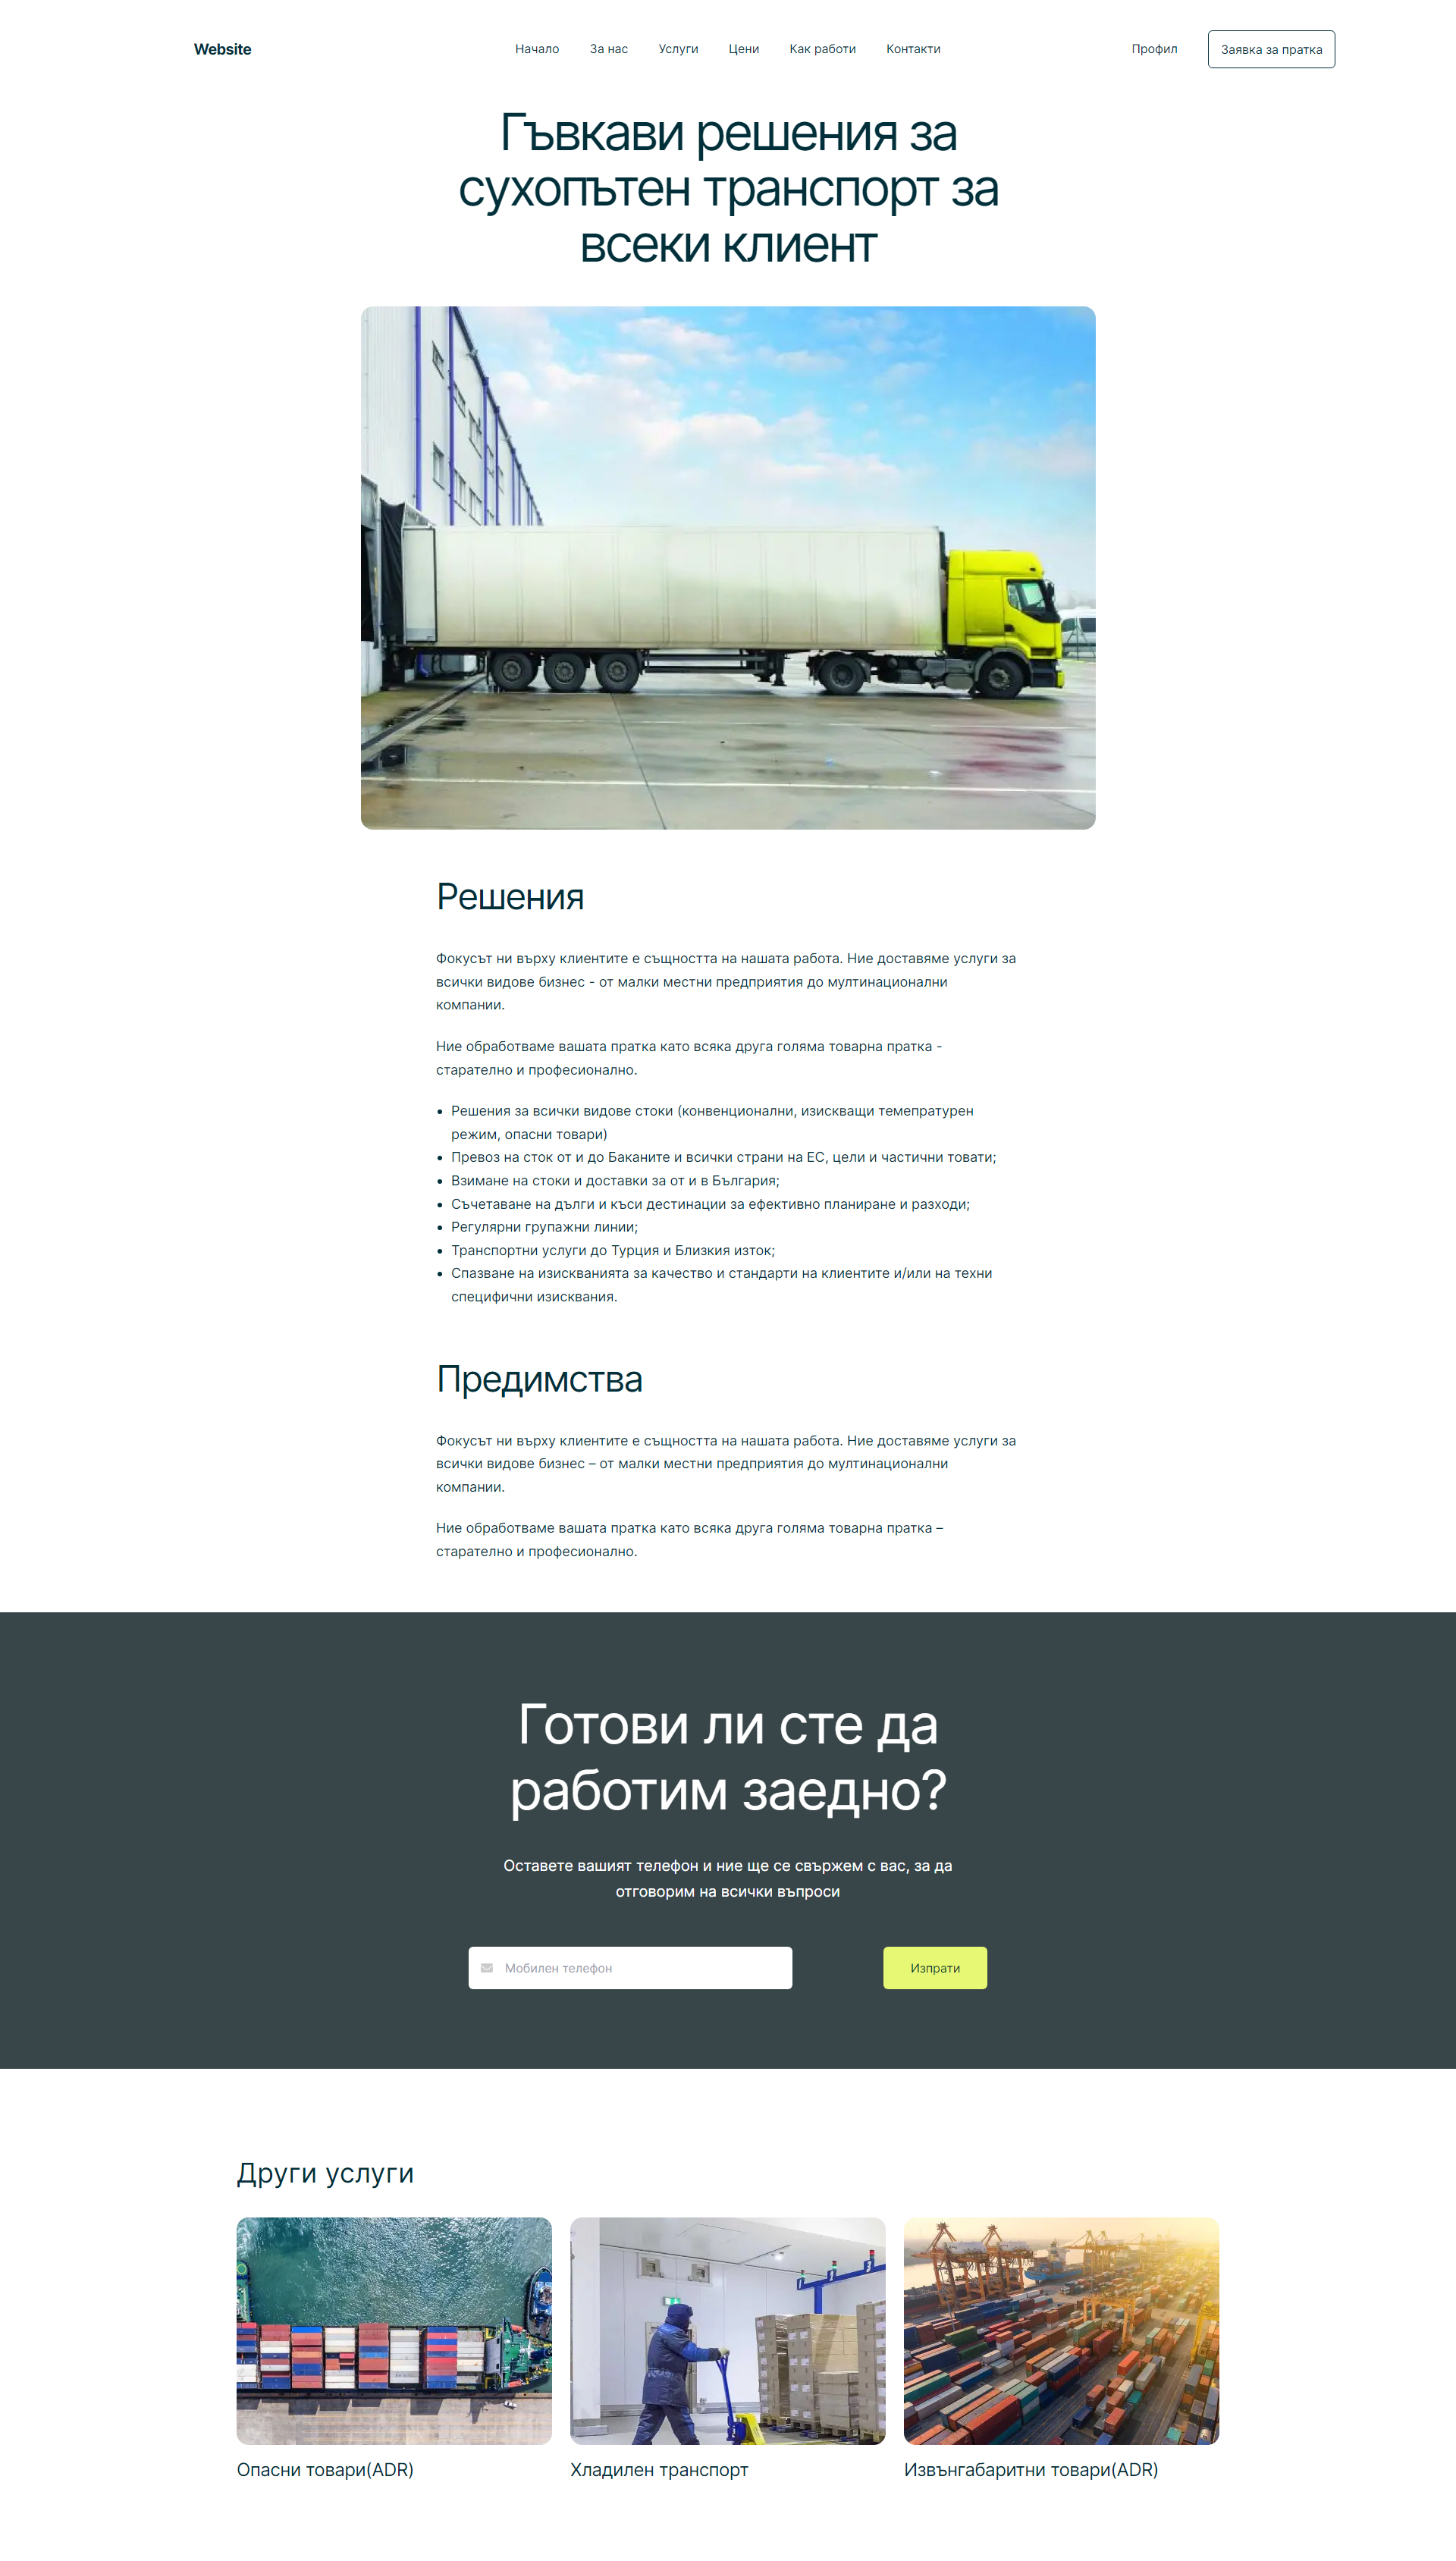 Website
Начало
За нас
Услуги
Цени
Как работи
Контакти
Профил
Заявка за пратка
Гъвкави решения за
сухопътен транспорт за
всеки клиент
Решения
Фокусът ни върху клиентите е същността на нашата работа. Ние доставяме услуги за
всички видове бизнес - от малки местни предприятия до мултинационални
компании.
Ние обработваме вашата пратка като всяка друга голяма товарна пратка -
старателно и професионално.
• Решения за всички видове стоки (конвенционални, изискващи темепратурен
режим, опасни товари)
• Превоз на сток от и до Баканите и всички страни на ЕС, цели и частични товати;
• Взимане на стоки и доставки за от и в България;
• Съчетаване на дълги и къси дестинации за ефективно планиране и разходи;
• Регулярни групажни линии;
• Транспортни услуги до Турция и Близкия изток;
• Спазване на изискванията за качество и стандарти на клиентите и/или на техни
специфични изисквания.
Предимства
Фокусът ни върху клиентите е същността на нашата работа. Ние доставяме услуги за
всички видове бизнес – от малки местни предприятия до мултинационални
компании.
Ние обработваме вашата пратка като всяка друга голяма товарна пратка –
старателно и професионално.
Готови ли сте да
работим заедно?
Оставете вашият телефон и ние ще се свържем с вас, за да
отговорим на всички въпроси
Мобилен телефон
Изпрати
Други услуги
Опасни товари(ADR)
Хладилен транспорт
Извънгабаритни товари(ADR)